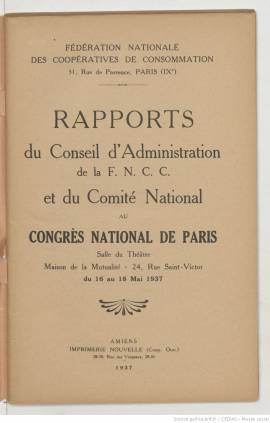 FÉDÉRATION NATIONALE
DES COOPÉRATIVES DE CONSOMMATION
31, Rue de Provence, PARIS (IXᵉ)
RAPPORTS
du Conseil d'Administration
de la F. N. C. C.
et du Comité National
AU
CONGRÈS NATIONAL DE PARIS
Salle du Théâtre
Maison de la Mutualité - 24, Rue Saint-Victor
du 16 au 18 Mai 1937
AMIENS
IMPRIMERIE NOUVELLE (Coop. Ouv.)
1937
Source gallica.bnf.fr / CEDIAS - Musée social